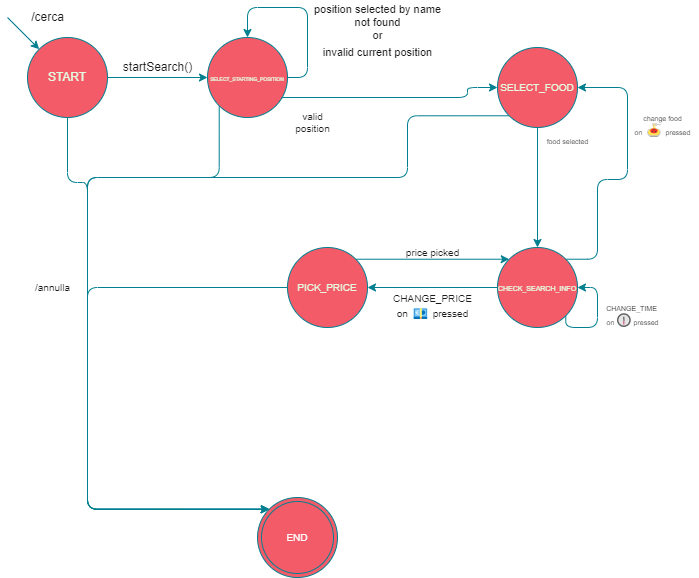 /cerca
position selected by name
not found
or
invalid current position
START
startSearch()
SELECT_STARTING_POSITION
SELECT_FOOD
valid
position
change food
on pressed
food selected
price picked
/annulla
PICK_PRICE
CHECK_SEARCH_INFO
CHANGE_PRICE
on pressed
CHANGE_TIME
on pressed
END